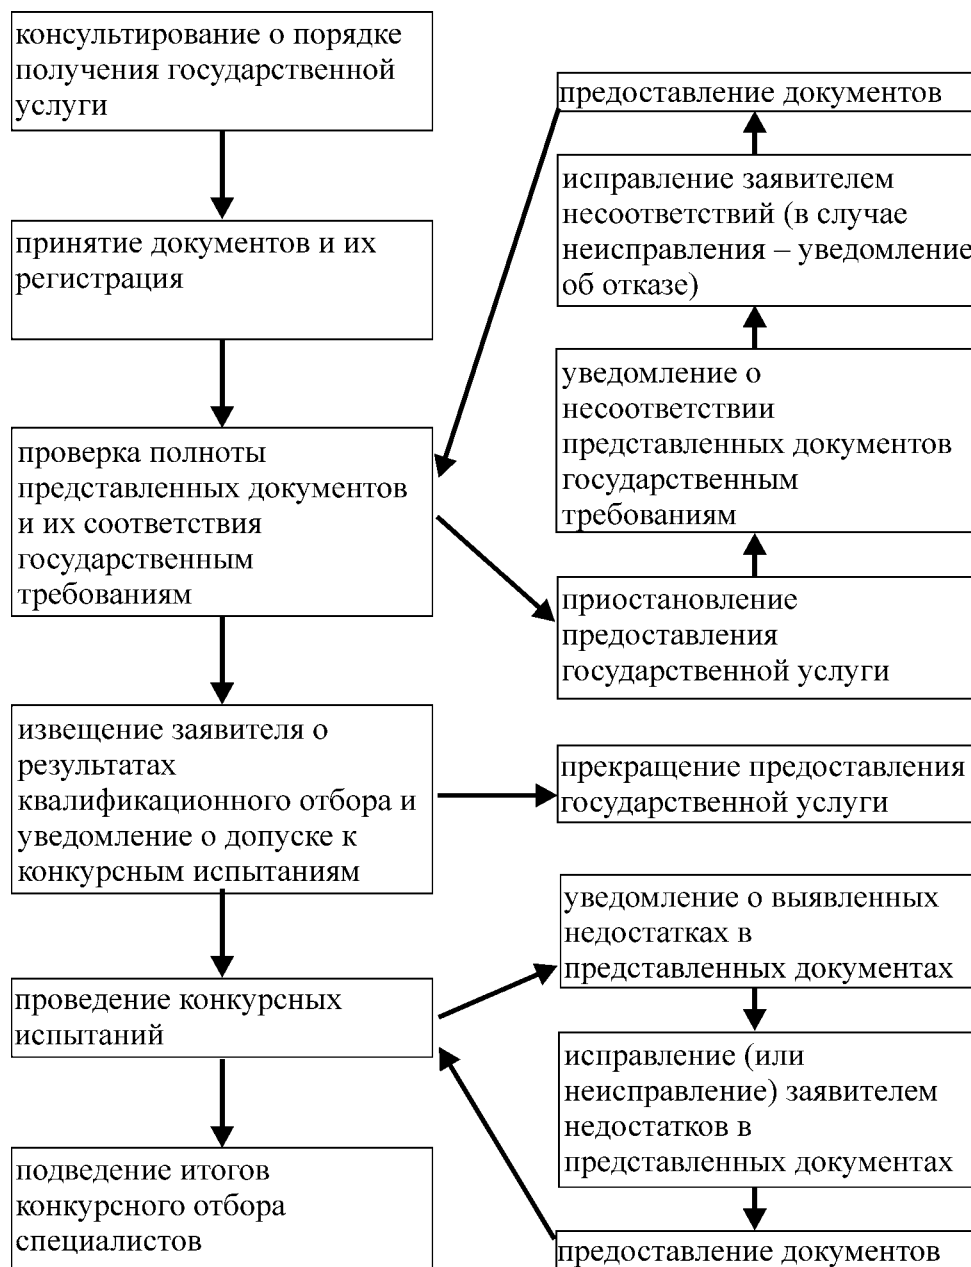 консультирование о порядке
получения государственной
услуги
принятие документов и их
регистрация
проверка полноты
представленных документов
и их соответствия
государственным
требованиям
извещение заявителя о
результатах
квалификационного отбора и
уведомление о допуске к
конкурсным испытаниям
проведение конкурсных
испытаний
подведение итогов
конкурсного отбора
специалистов
предоставление документов
исправление заявителем
несоответствий (в случае
неисправления – уведомление
об отказе)
уведомление о
несоответствии
представленных документов
государственным
требованиям
приостановление
предоставления
государственной услуги
прекращение предоставления
государственной услуги
уведомление о выявленных
недостатках в
представленных документах
исправление (или
неисправление) заявителем
недостатков в
представленных документах
предоставление документов